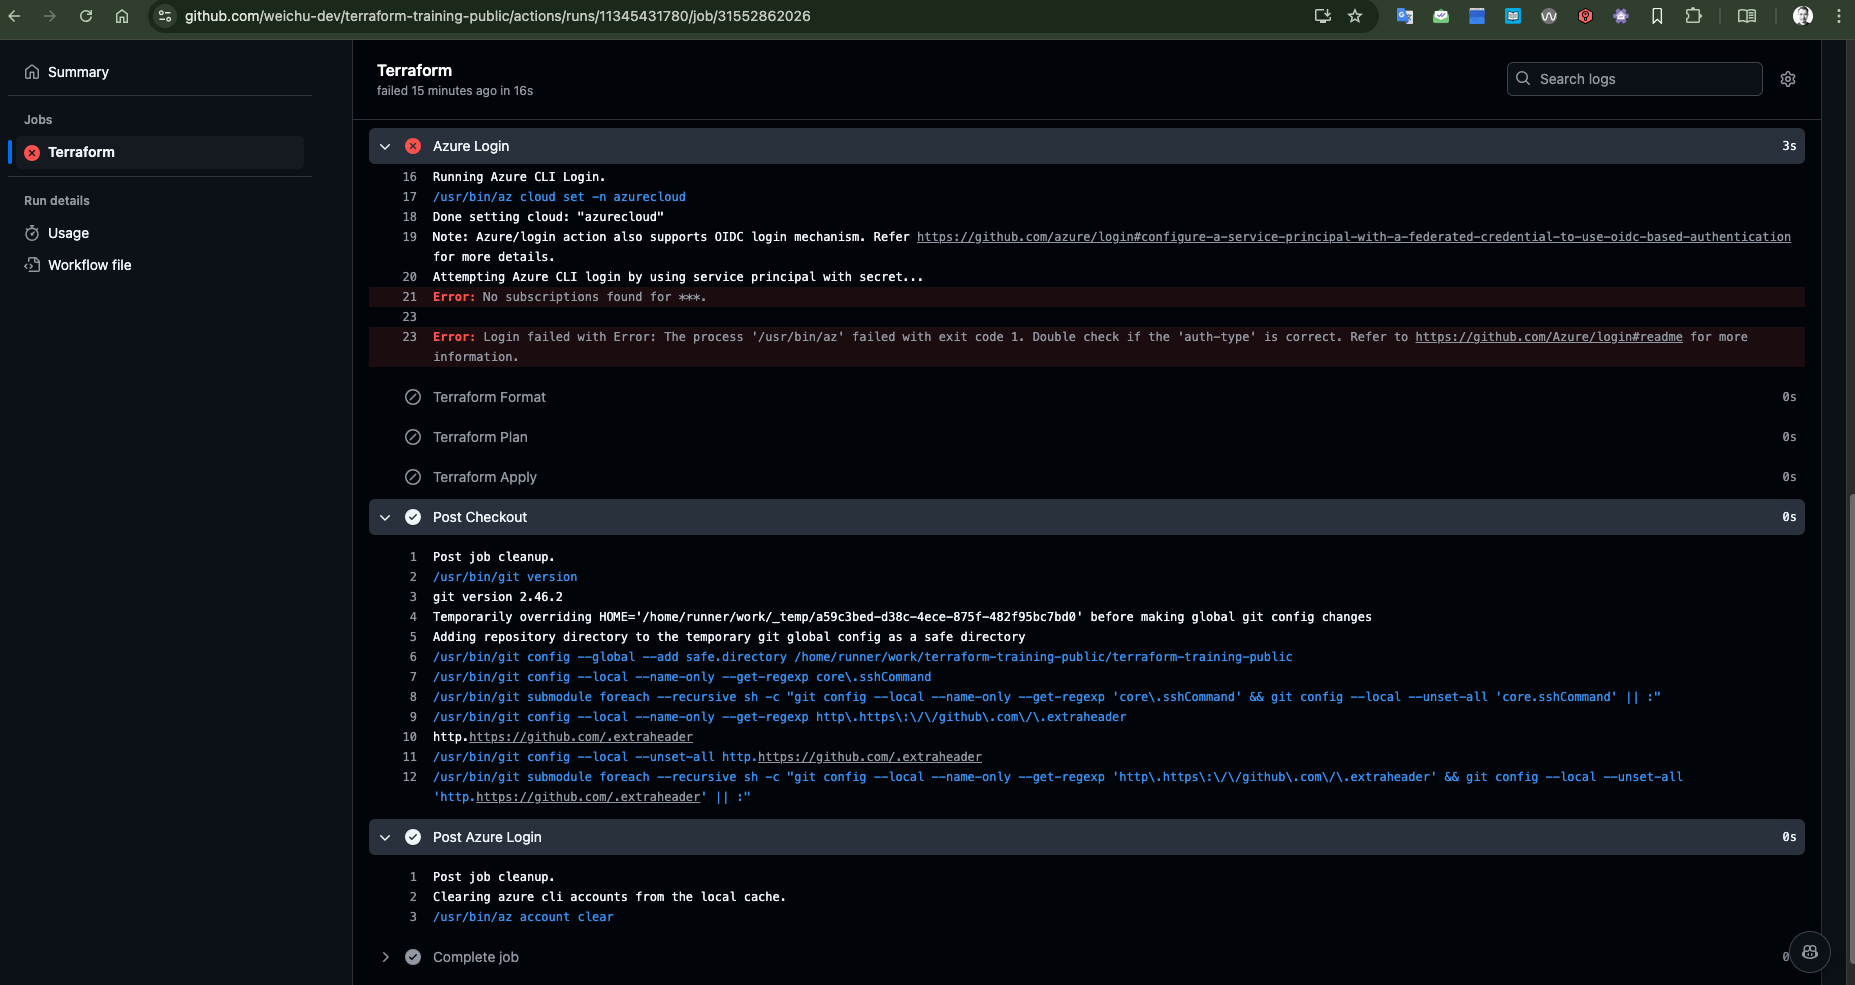 github.com/weichu-dev/terraform-training-public/actions/runs/11345431780/job/31552862026
Summary
Jobs
Terraform
Run details
Usage
Workflow file
Terraform
failed 15 minutes ago in 16s
Search logs
Azure Login 3s
16 Running Azure CLI Login.
17 /usr/bin/az cloud set -n azurecloud
18 Done setting cloud: "azurecloud"
19 Note: Azure/login action also supports OIDC login mechanism. Refer https://github.com/azure/login#configure-a-service-principal-with-a-federated-credential-to-use-oidc-based-authentication
for more details.
20 Attempting Azure CLI login by using service principal with secret...
21 Error: No subscriptions found for ***.
23
23 Error: Login failed with Error: The process '/usr/bin/az' failed with exit code 1. Double check if the 'auth-type' is correct. Refer to https://github.com/Azure/login#readme for more
information.
Terraform Format 0s
Terraform Plan 0s
Terraform Apply 0s
Post Checkout 0s
1 Post job cleanup.
2 /usr/bin/git version
3 git version 2.46.2
4 Temporarily overriding HOME='/home/runner/work/_temp/a59c3bed-d38c-4ece-875f-482f95bc7bd0' before making global git config changes
5 Adding repository directory to the temporary git global config as a safe directory
6 /usr/bin/git config --global --add safe.directory /home/runner/work/terraform-training-public/terraform-training-public
7 /usr/bin/git config --local --name-only --get-regexp core\.sshCommand
8 /usr/bin/git submodule foreach --recursive sh -c "git config --local --name-only --get-regexp 'core\.sshCommand' && git config --local --unset-all 'core.sshCommand' || :"
9 /usr/bin/git config --local --name-only --get-regexp http\.https\:\/\/github\.com\/\.extraheader
10 http.https://github.com/.extraheader
11 /usr/bin/git config --local --unset-all http.https://github.com/.extraheader
12 /usr/bin/git submodule foreach --recursive sh -c "git config --local --name-only --get-regexp 'http\.https\:\/\/github\.com\/\.extraheader' && git config --local --unset-all
'http.https://github.com/.extraheader' || :"
Post Azure Login 0s
1 Post job cleanup.
2 Clearing azure cli accounts from the local cache.
3 /usr/bin/az account clear
Complete job 0